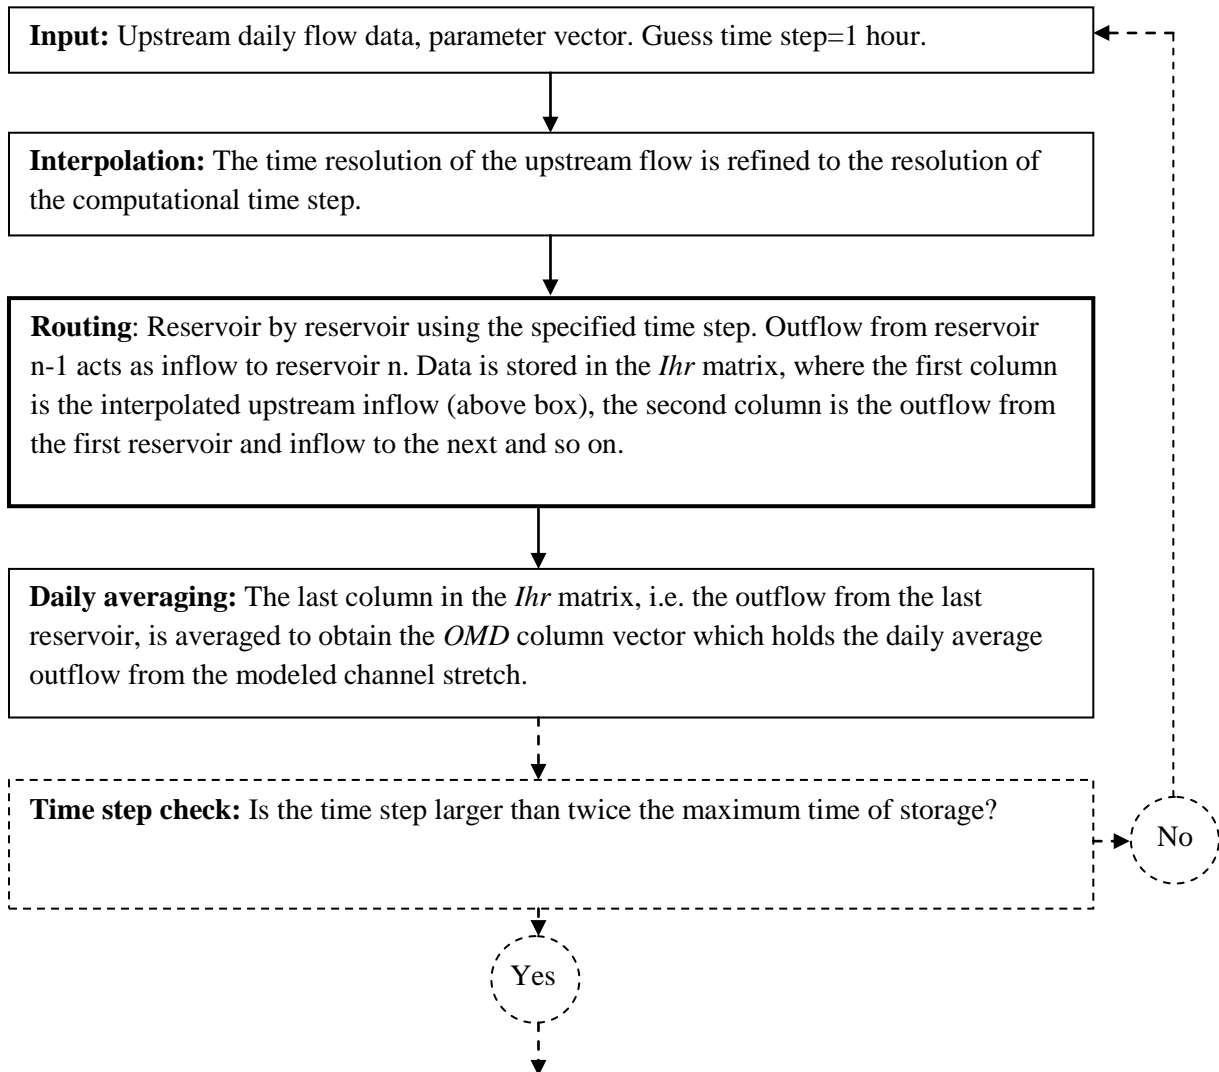 Input: Upstream daily flow data, parameter vector. Guess time step=1 hour.
Interpolation: The time resolution of the upstream flow is refined to the resolution of
the computational time step.
Routing: Reservoir by reservoir using the specified time step. Outflow from reservoir
n-1 acts as inflow to reservoir n. Data is stored in the Ihr matrix, where the first column
is the interpolated upstream inflow (above box), the second column is the outflow from
the first reservoir and inflow to the next and so on.
Daily averaging: The last column in the Ihr matrix, i.e. the outflow from the last
reservoir, is averaged to obtain the OMD column vector which holds the daily average
outflow from the modeled channel stretch.
Time step check: Is the time step larger than twice the maximum time of storage?
No
Yes